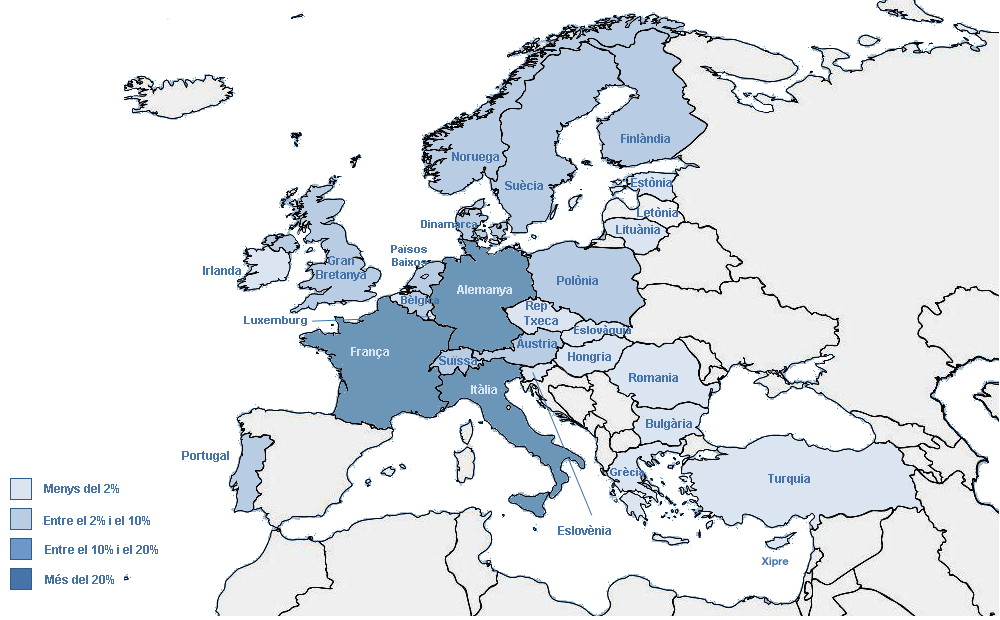 Noruega
Finlàndia
Suècia
Estònia
Letònia
Lituània
Dinamarca
Països
Baixos
Irlanda
Gran
Bretanya
Polònia
Alemanya
Bèlgica
Luxemburg
Rep
Txeca
Eslovàquia
França
Àustria
Suïssa
Hongria
Itàlia
Romania
Bulgària
Portugal
Grècia
Turquia
Eslovènia
Xipre
Menys del 2%
Entre el 2% i el 10%
Entre el 10% i el 20%
Més del 20%